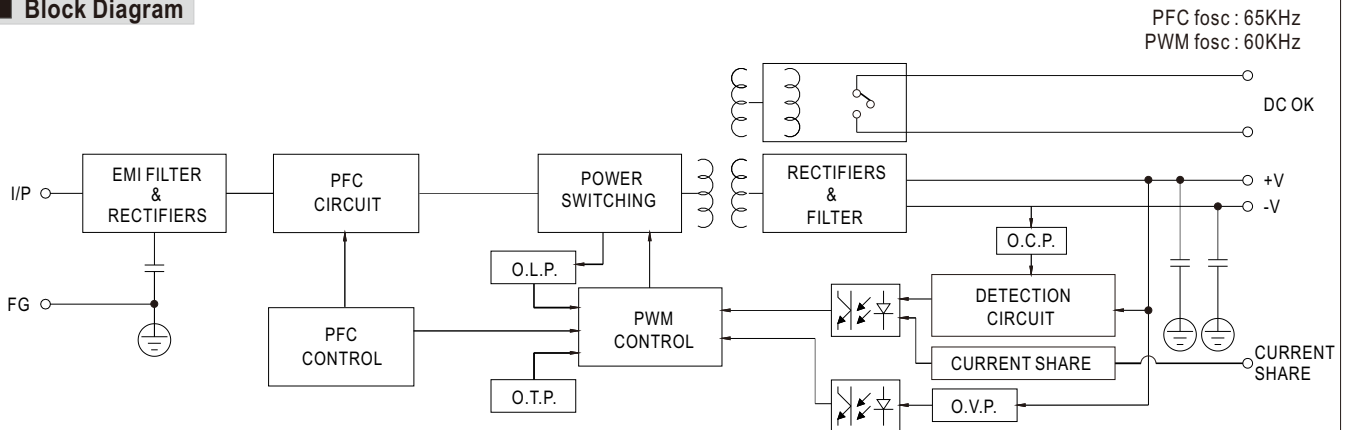 Block Diagram
PFC fosc : 65KHz
PWM fosc : 60KHz
DC OK
I/P
EMI FILTER
&
RECTIFIERS
PFC
CIRCUIT
POWER
SWITCHING
RECTIFIERS
&
FILTER
+V
-V
O.C.P.
O.L.P.
FG
PFC
CONTROL
PWM
CONTROL
DETECTION
CIRCUIT
CURRENT SHARE
CURRENT
SHARE
O.T.P.
O.V.P.